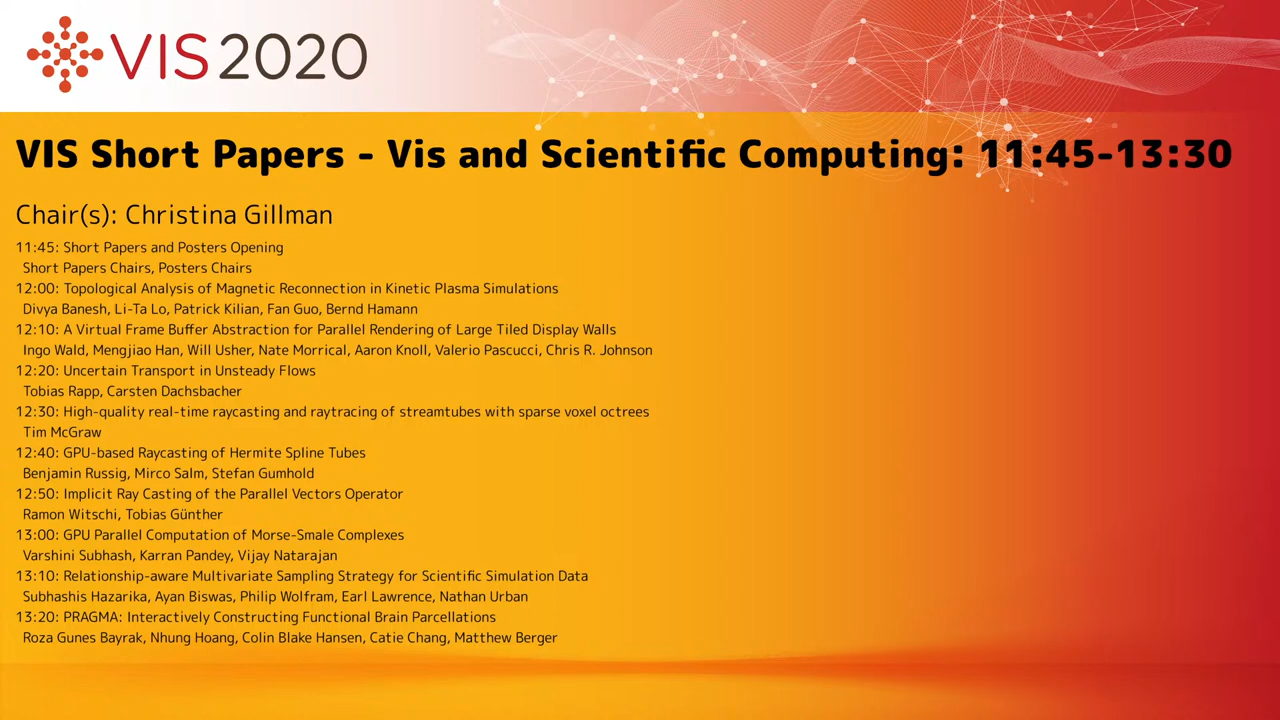 VIS2020
VIS Short Papers - Vis and Scientific Computing: 11:45-13:30
Chair(s): Christina Gillman
11:45: Short Papers and Posters Opening
Short Papers Chairs, Posters Chairs
12:00: Topological Analysis of Magnetic Reconnection in Kinetic Plasma Simulations
Divya Banesh, Li-Ta Lo, Patrick Kilian, Fan Guo, Bernd Hamann
12:10: A Virtual Frame Buffer Abstraction for Parallel Rendering of Large Tiled Display Walls
Ingo Wald, Mengjiao Han, Will Usher, Nate Morrical, Aaron Knoll, Valerio Pascucci, Chris R. Johnson
12:20: Uncertain Transport in Unsteady Flows
Tobias Rapp, Carsten Dachsbacher
12:30: High-quality real-time raycasting and raytracing of streamtubes with sparse voxel octrees
Tim McGraw
12:40: GPU-based Raycasting of Hermite Spline Tubes
Benjamin Russig, Mirco Salm, Stefan Gumhold
12:50: Implicit Ray Casting of the Parallel Vectors Operator
Ramon Witschi, Tobias Günther
13:00: GPU Parallel Computation of Morse-Smale Complexes
Varshini Subhash, Karran Pandey, Vijay Natarajan
13:10: Relationship-aware Multivariate Sampling Strategy for Scientific Simulation Data
Subhashis Hazarika, Ayan Biswas, Philip Wolfram, Earl Lawrence, Nathan Urban
13:20: PRAGMA: Interactively Constructing Functional Brain Parcellations
Roza Gunes Bayrak, Nhung Hoang, Colin Blake Hansen, Catie Chang, Matthew Berger